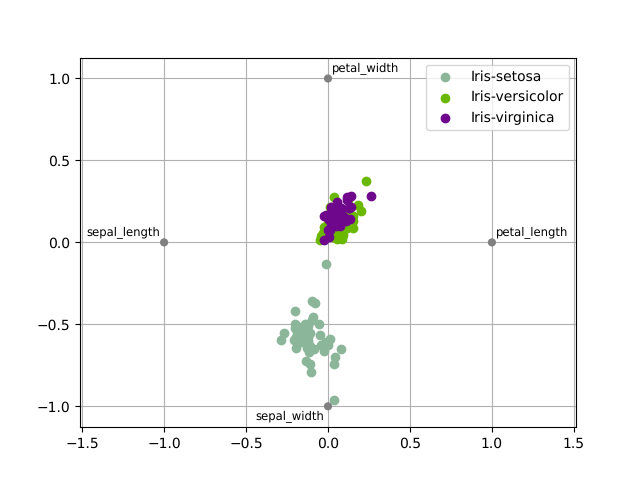 petal_width
Iris-setosa
Iris-versicolor
Iris-virginica
sepal_length
petal_length
sepal_width
1.0
0.5
0.0
−0.5
−1.0
−1.5
−1.0
−0.5
0.0
0.5
1.0
1.5